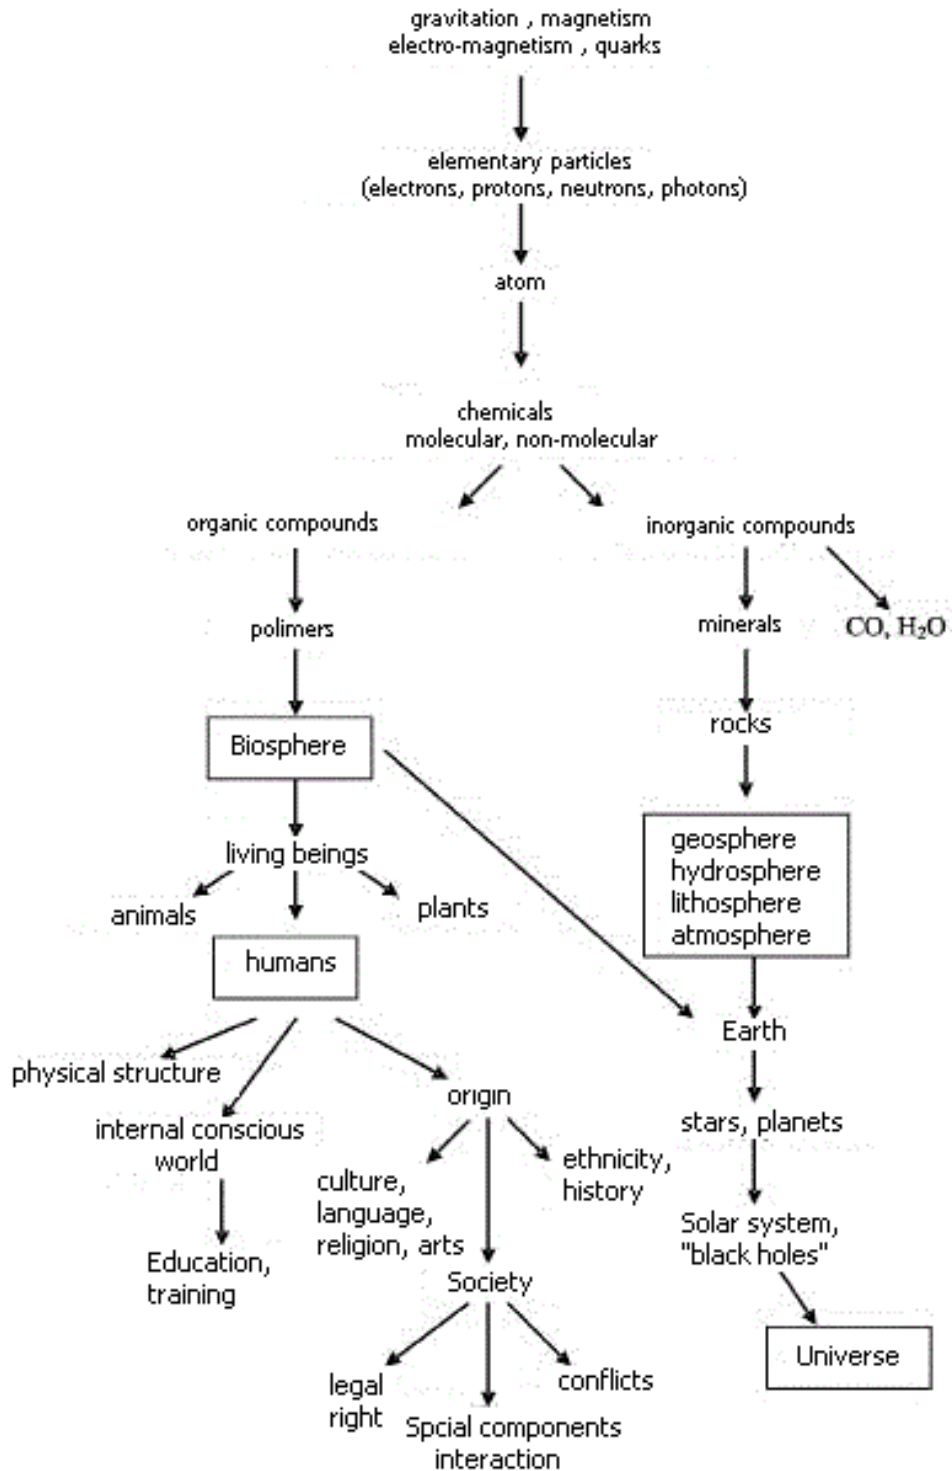 gravitation , magnetism
electro-magnetism , quarks
elementary particles
(electrons, protons, neutrons, photons)
atom
chemicals
molecular, non-molecular
organic compounds
inorganic compounds
polimers
minerals
CO, H₂O
rocks
Biosphere
geosphere
hydrosphere
lithosphere
atmosphere
living beings
animals
plants
humans
Earth
physical structure
origin
internal conscious
world
stars, planets
culture,
language,
religion, arts
ethnicity,
history
Solar system,
"black holes"
Education,
training
Society
Universe
legal
right
conflicts
Spcial components
interaction